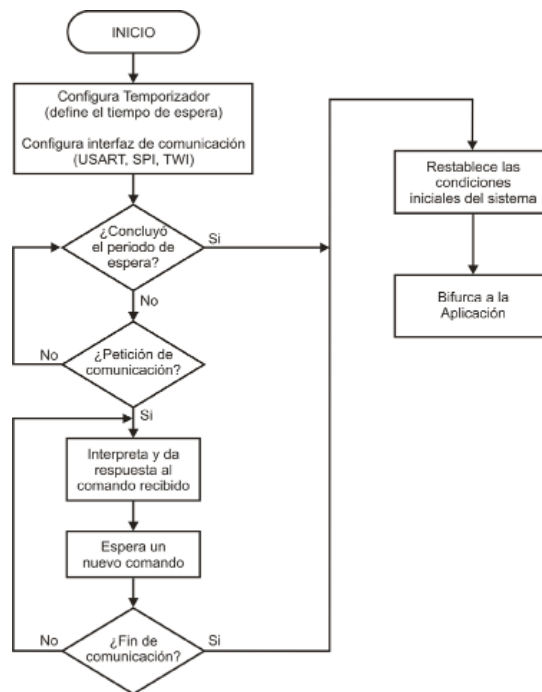 INICIO
Configura Temporizador
(define el tiempo de espera)
Configura interfaz de comunicación
(USART, SPI, TWI)
¿Concluyó
el periodo de
espera?
Si
No
¿Petición de
comunicación?
No
Si
Interpreta y da
respuesta al
comando recibido
Espera un
nuevo comando
¿Fin de
comunicación?
No
Si
Restablece las
condiciones
iniciales del sistema
Bifurca a la
Aplicación